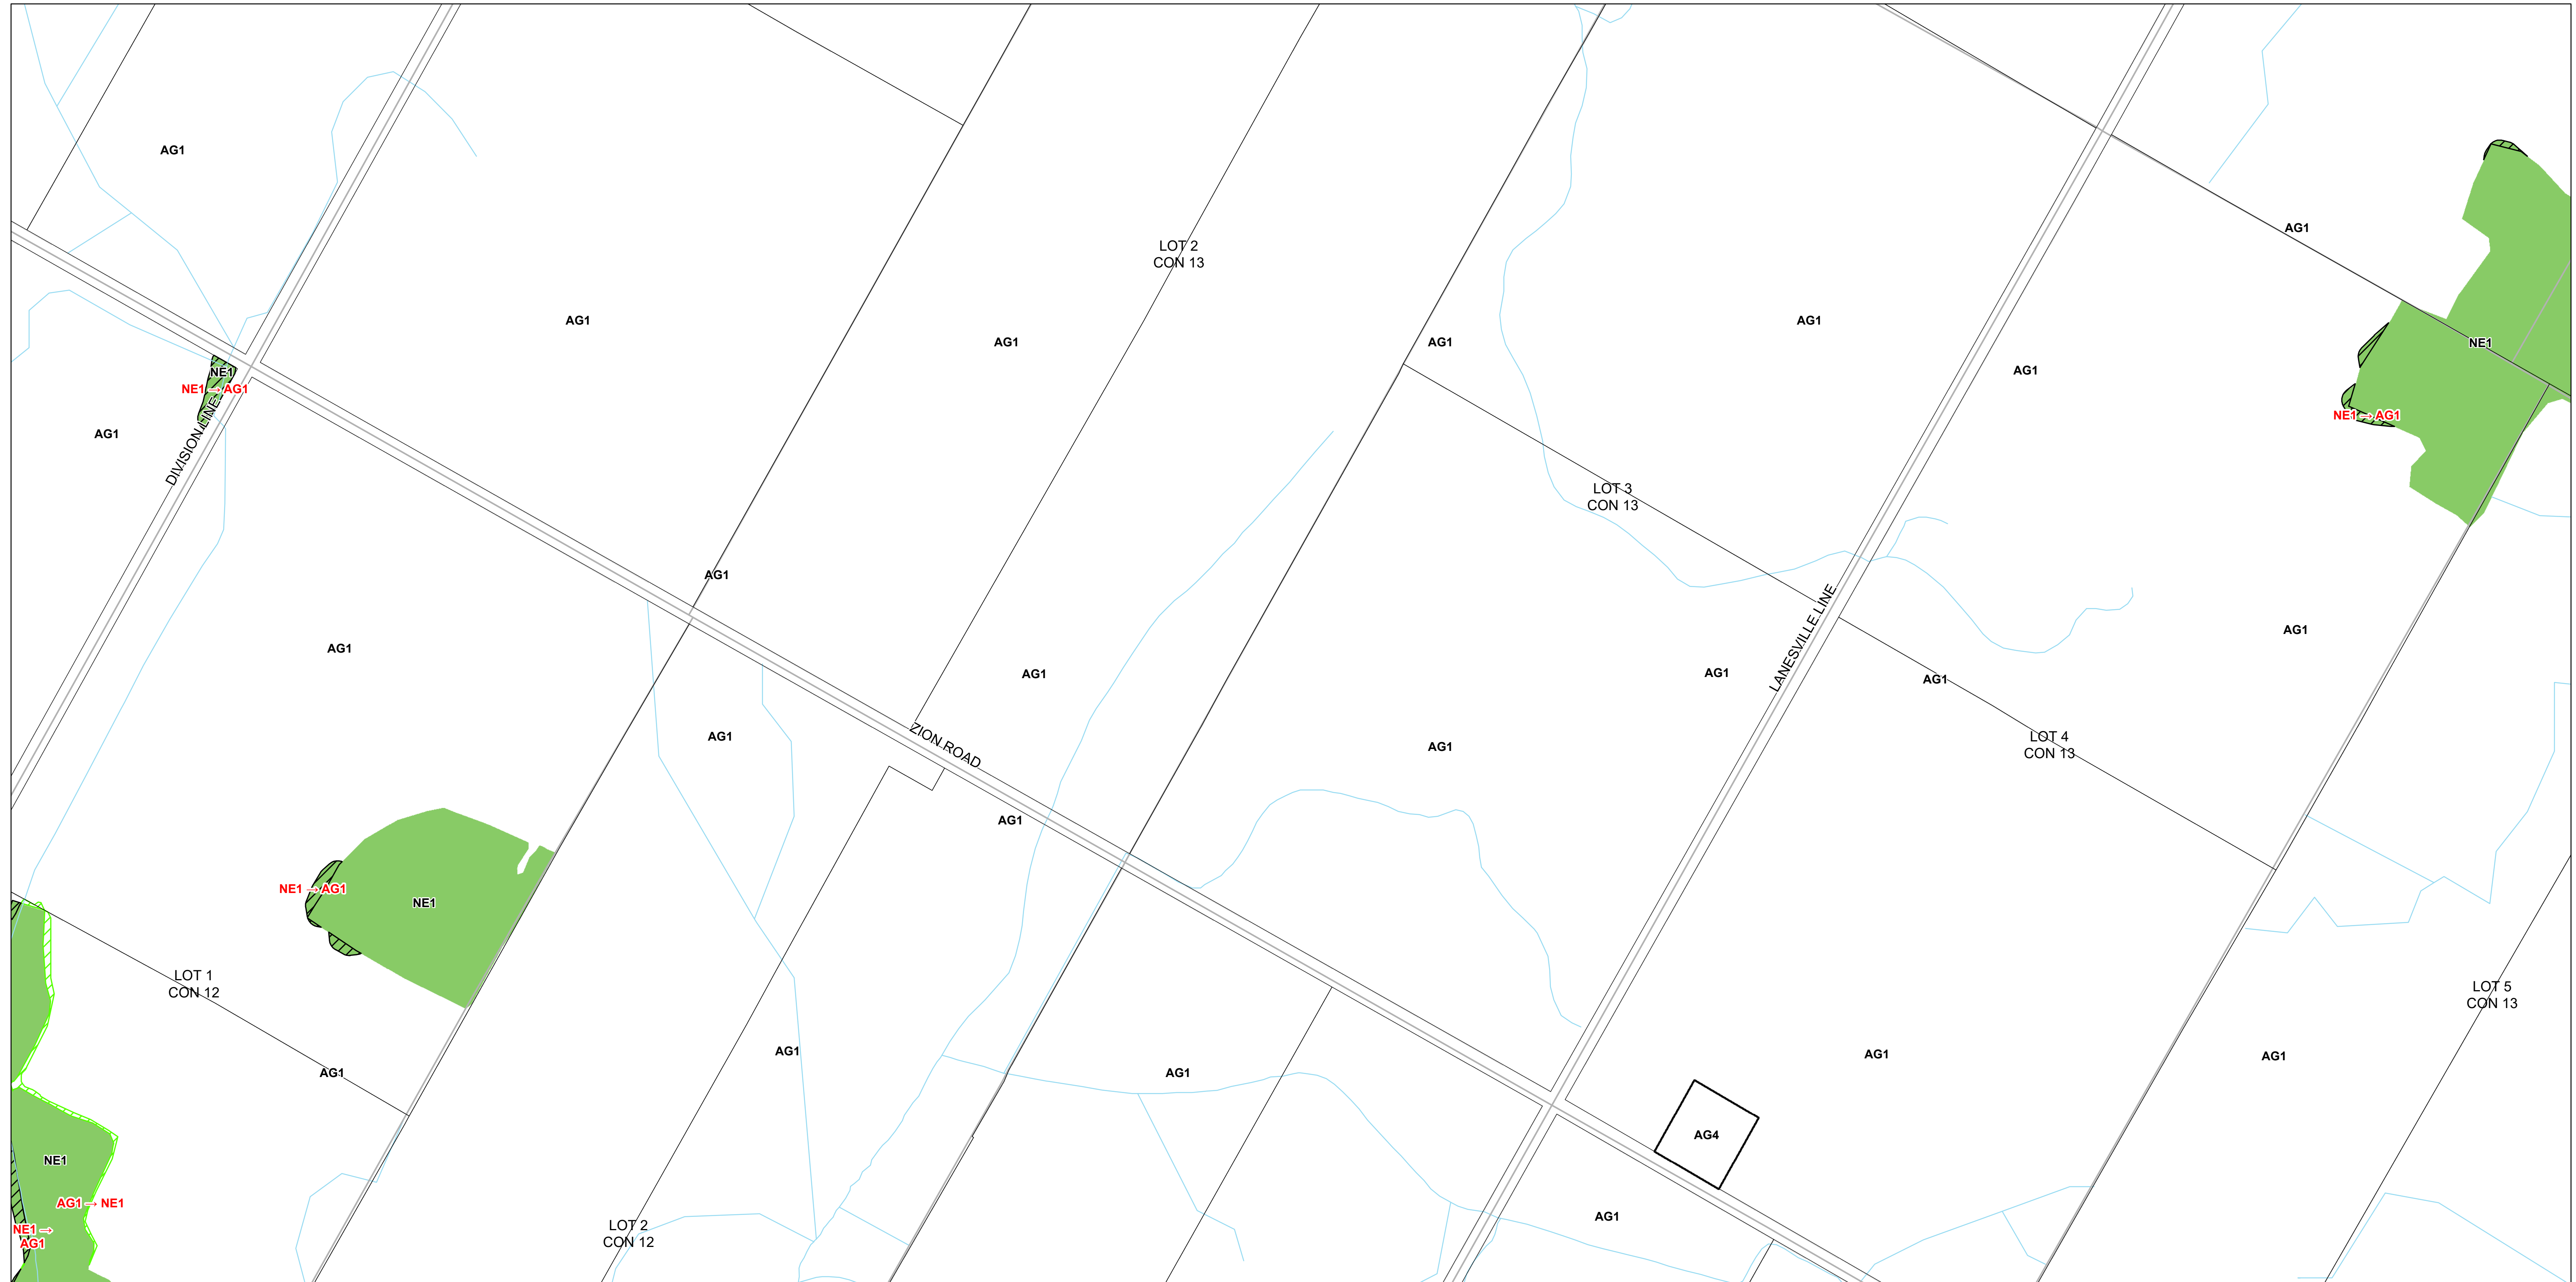 AG1
AG1
LOT 2
CON 13
AG1
AG1
AG1
AG1
AG1
NE1
NE1
NE1 → AG1
AG1
NE1 → AG1
AG1
DIVISION LINE
LOT 3
CON 13
AG1
AG1
LANESVILLE LINE
AG1
AG1
AG1
AG1
AG1
LOT 4
CON 13
AG1
ZION ROAD
AG1
AG1
NE1 → AG1
NE1
LOT 1
CON 12
LOT 5
CON 13
AG1
AG1
AG1
AG1
AG1
AG4
NE1
AG1 → NE1
NE1 →
AG1
LOT 2
CON 12
AG1